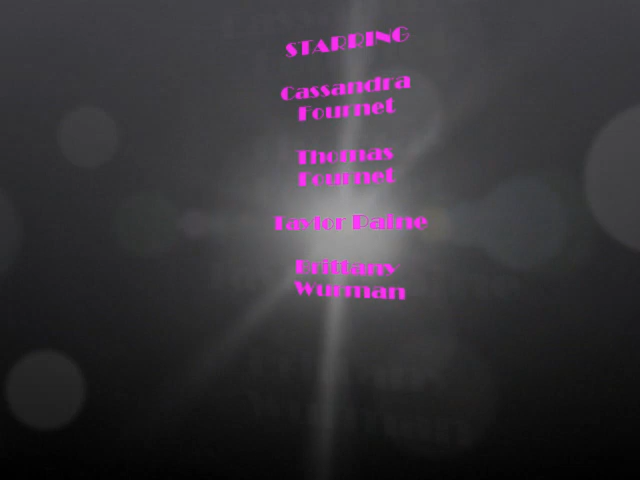 STARRING
Cassandra
Fournet
Thomas
Fournet
Taylor Paine
Brittany
Wurman